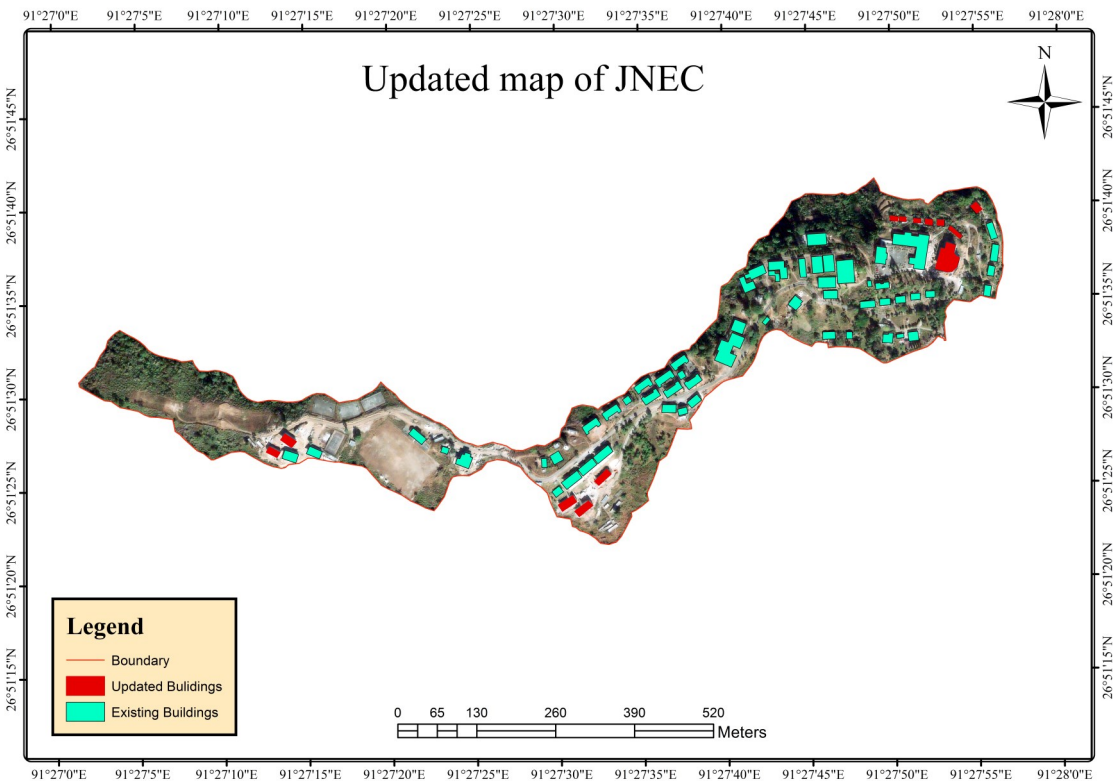 91°27'0"E 91°27'5"E 91°27'10"E 91°27'15"E 91°27'20"E 91°27'25"E 91°27'30"E 91°27'35"E 91°27'40"E 91°27'45"E 91°27'50"E 91°27'55"E 91°28'0"E
Updated map of JNEC
N
26°51'45"N 26°51'45"N
26°51'40"N 26°51'40"N
26°51'35"N 26°51'35"N
26°51'30"N 26°51'30"N
26°51'25"N 26°51'25"N
26°51'20"N 26°51'20"N
26°51'15"N 26°51'15"N
Legend
Boundary
Updated Bulidings
Existing Buildings
0 65 130 260 390 520
Meters
91°27'0"E 91°27'5"E 91°27'10"E 91°27'15"E 91°27'20"E 91°27'25"E 91°27'30"E 91°27'35"E 91°27'40"E 91°27'45"E 91°27'50"E 91°27'55"E 91°28'0"E